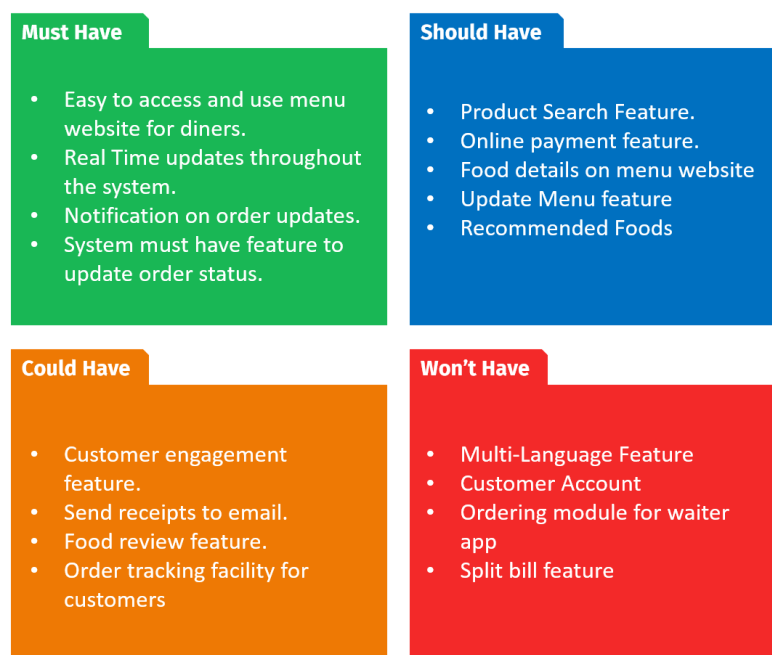 Must Have
• Easy to access and use menu
website for diners.
• Real Time updates throughout
the system.
• Notification on order updates.
• System must have feature to
update order status.
Should Have
• Product Search Feature.
• Online payment feature.
• Food details on menu website
• Update Menu feature
• Recommended Foods
Could Have
• Customer engagement
feature.
• Send receipts to email.
• Food review feature.
• Order tracking facility for
customers
Won't Have
• Multi-Language Feature
• Customer Account
• Ordering module for waiter
app
• Split bill feature